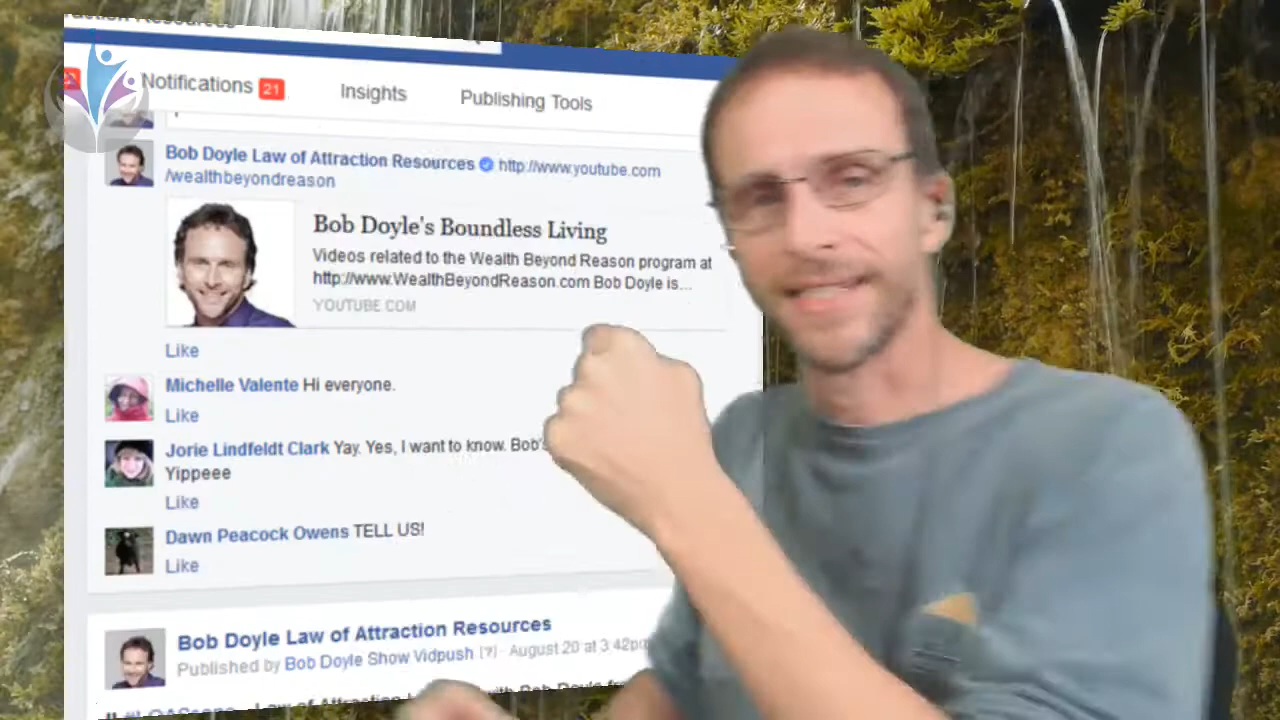 Notifications 21
Insights
Publishing Tools
Bob Doyle Law of Attraction Resources http://www.youtube.com
/wealthbeyondreason
Bob Doyle's Boundless Living
Videos related to the Wealth Beyond Reason program at
http://www.WealthBeyondReason.com Bob Doyle is...
YOUTUBE.COM
Like
Michelle Valente Hi everyone.
Like
Jorie Lindfeldt Clark Yay. Yes, I want to know. Bob's
Yippeee
Like
Dawn Peacock Owens TELL US!
Like
Bob Doyle Law of Attraction Resources
Published by Bob Doyle Show Vidpush [?] · August 20 at 3:42pm